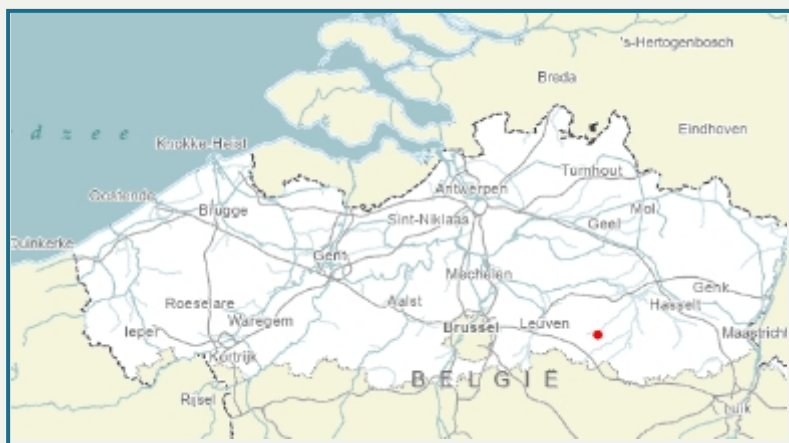 's-Hertogenbosch
Breda
Eindhoven
d z e e
Knokke-Heist
Turnhout
Oostende
Antwerpen
Mol
Brugge
Sint-Niklaas
Geel
Duinkerke
Gent
Mechelen
Genk
Roeselare
Aalst
Hasselt
Waregem
Leuven
Ieper
Brussel
Maastricht
Kortrijk
BELGIË
Rijsel
Luik